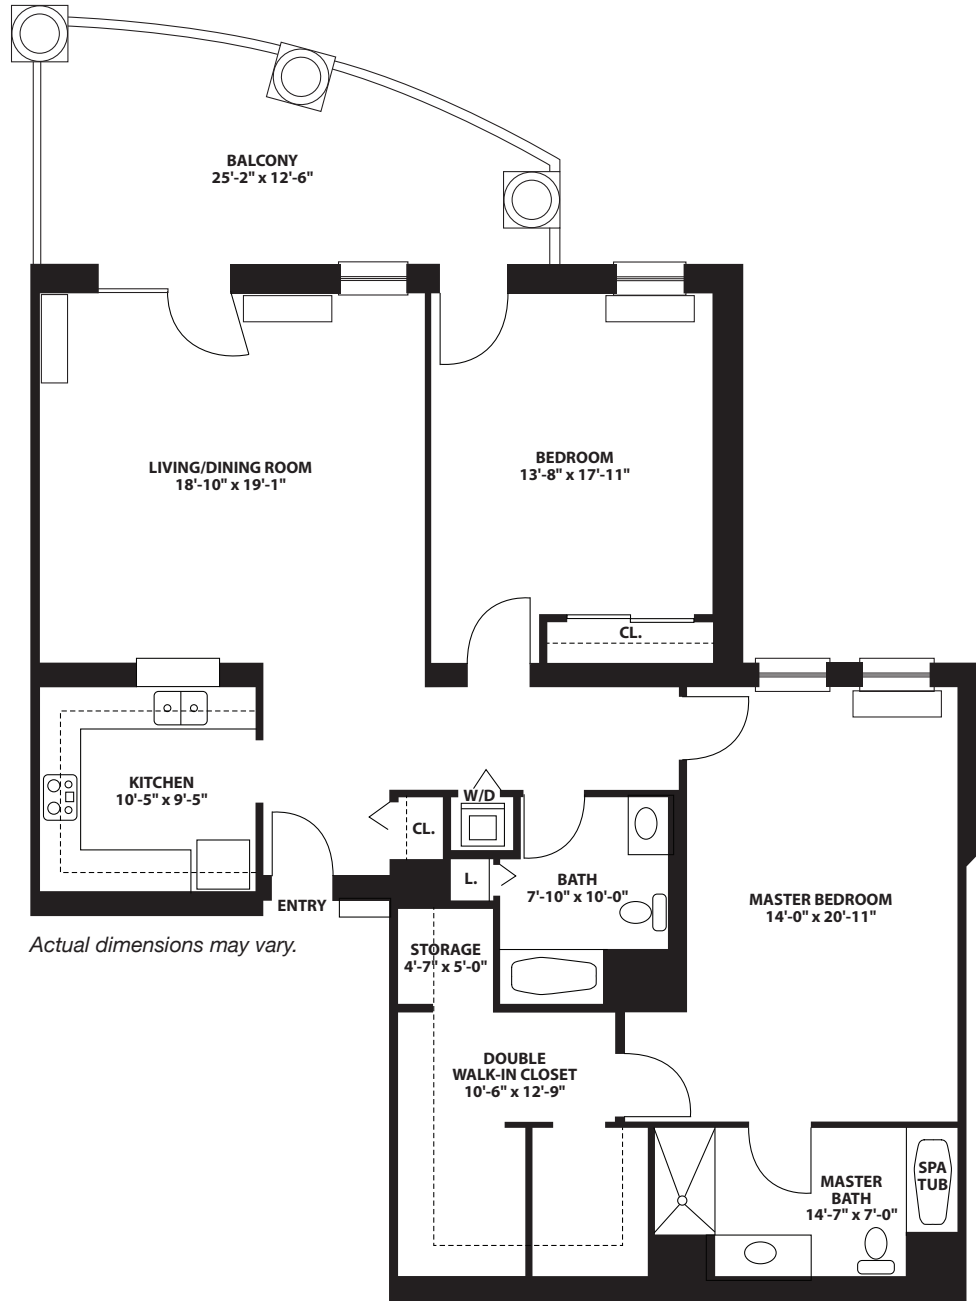 BALCONY
25'-2" x 12'-6"
LIVING/DINING ROOM
18'-10" x 19'-1"
BEDROOM
13'-8" x 17'-11"
CL.
KITCHEN
10'-5" x 9'-5"
W/D
CL.
L.
BATH
7'-10" x 10'-0"
ENTRY
MASTER BEDROOM
14'-0" x 20'-11"
Actual dimensions may vary.
STORAGE
4'-7" x 5'-0"
DOUBLE
WALK-IN CLOSET
10'-6" x 12'-9"
MASTER
BATH
14'-7" x 7'-0"
SPA
TUB